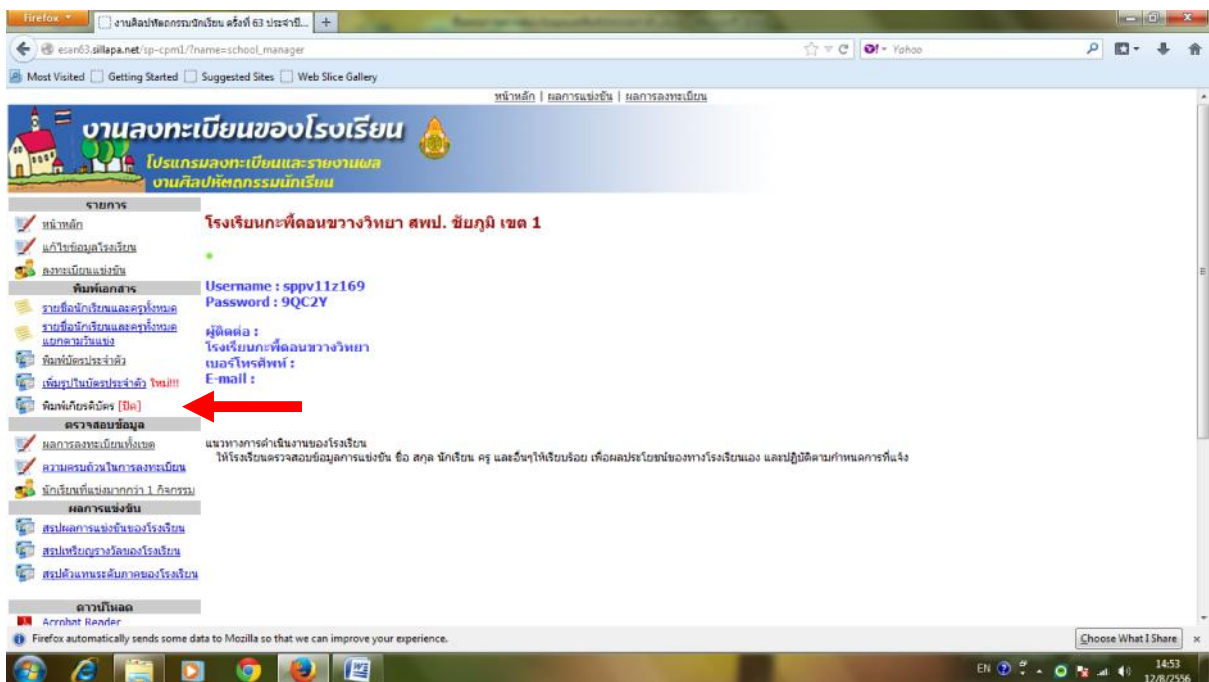 Firefox
งานศิลปหัตถกรรมนักเรียน ครั้งที่ 63 ประจำปี...
esan63.sillapa.net/sp-cpm1/?name=school_manager
Yahoo
Most Visited Getting Started Suggested Sites Web Slice Gallery
หน้าหลัก | ผลการแข่งขัน | ผลการลงทะเบียน
งานลงทะเบียนของโรงเรียน
โปรแกรมลงทะเบียนและรายงานผล
งานศิลปหัตถกรรมนักเรียน
รายการ
หน้าหลัก
แก้ไขข้อมูลโรงเรียน
ลงทะเบียนแข่งขัน
พิมพ์เอกสาร
รายชื่อนักเรียนและครูทั้งหมด
รายชื่อนักเรียนและครูทั้งหมด
แยกตามวันแข่ง
พิมพ์บัตรประจำตัว
เพิ่มรูปในบัตรประจำตัว ใหม่!!!
พิมพ์เกียรติบัตร [ปิด]
ตรวจสอบข้อมูล
ผลการลงทะเบียนทั้งเขต
ความครบถ้วนในการลงทะเบียน
นักเรียนที่แข่งมากกว่า 1 กิจกรรม
ผลการแข่งขัน
สรุปผลการแข่งขันของโรงเรียน
สรุปเหรียญรางวัลของโรงเรียน
สรุปตัวแทนระดับภาคของโรงเรียน
ดาวน์โหลด
Acrobat Reader
โรงเรียนกะพี้ดอนขวางวิทยา สพป. ชัยภูมิ เขต 1
Username : sppv11z169
Password : 9QC2Y
ผู้ติดต่อ :
โรงเรียนกะพี้ดอนขวางวิทยา
เบอร์โทรศัพท์ :
E-mail :
แนวทางการดำเนินงานของโรงเรียน
ให้โรงเรียนตรวจสอบข้อมูลการแข่งขัน ชื่อ สกุล นักเรียน ครู และอื่นๆให้เรียบร้อย เพื่อผลประโยชน์ของทางโรงเรียนเอง และปฏิบัติตามกำหนดการที่แจ้ง
Firefox automatically sends some data to Mozilla so that we can improve your experience.
Choose What I Share
EN
14:53
12/8/2556